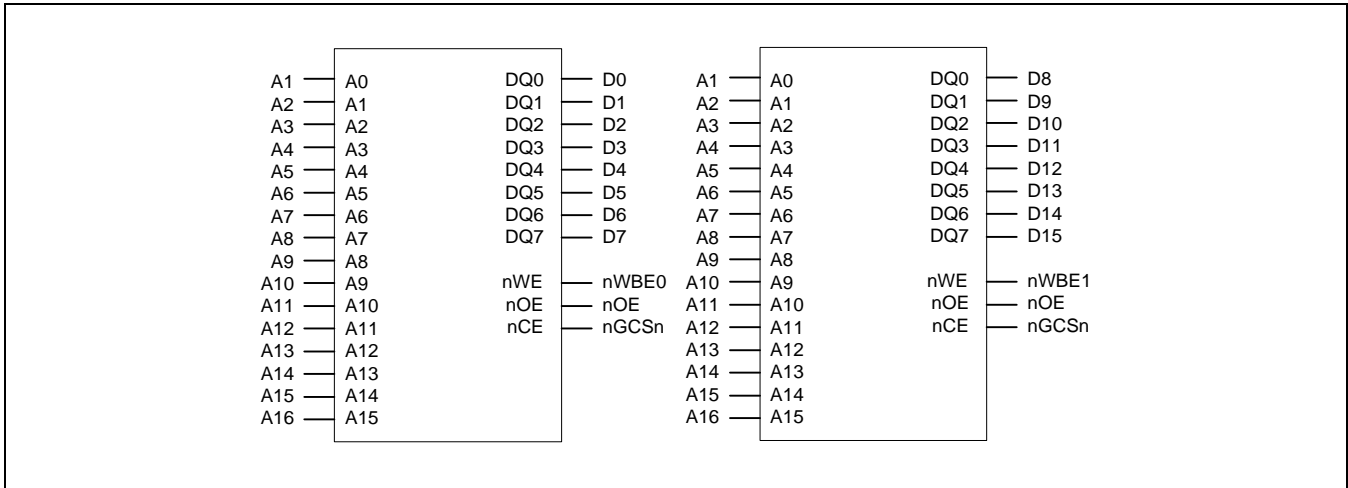 A1 A0 DQ0 D0 A1 A0 DQ0 D8
A2 A1 DQ1 D1 A2 A1 DQ1 D9
A3 A2 DQ2 D2 A3 A2 DQ2 D10
A4 A3 DQ3 D3 A4 A3 DQ3 D11
A5 A4 DQ4 D4 A5 A4 DQ4 D12
A6 A5 DQ5 D5 A6 A5 DQ5 D13
A7 A6 DQ6 D6 A7 A6 DQ6 D14
A8 A7 DQ7 D7 A8 A7 DQ7 D15
A9 A8 A9 A8
A10 A9 nWE nWBE0 A10 A9 nWE nWBE1
A11 A10 nOE nOE A11 A10 nOE nOE
A12 A11 nCE nGCSn A12 A11 nCE nGCSn
A13 A12 A13 A12
A14 A13 A14 A13
A15 A14 A15 A14
A16 A15 A16 A15